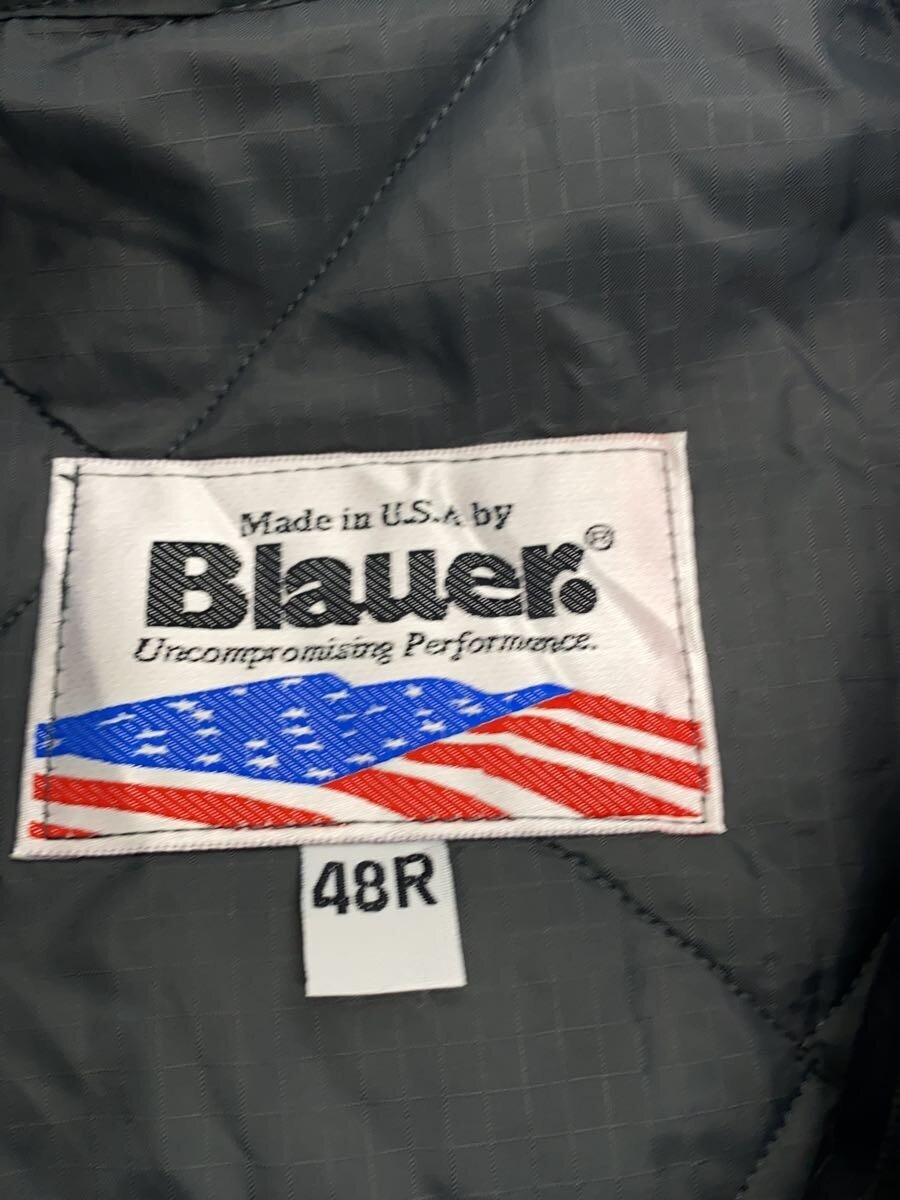 Made in U.S.A by
Blauer.®
Uncompromising Performance.
48R